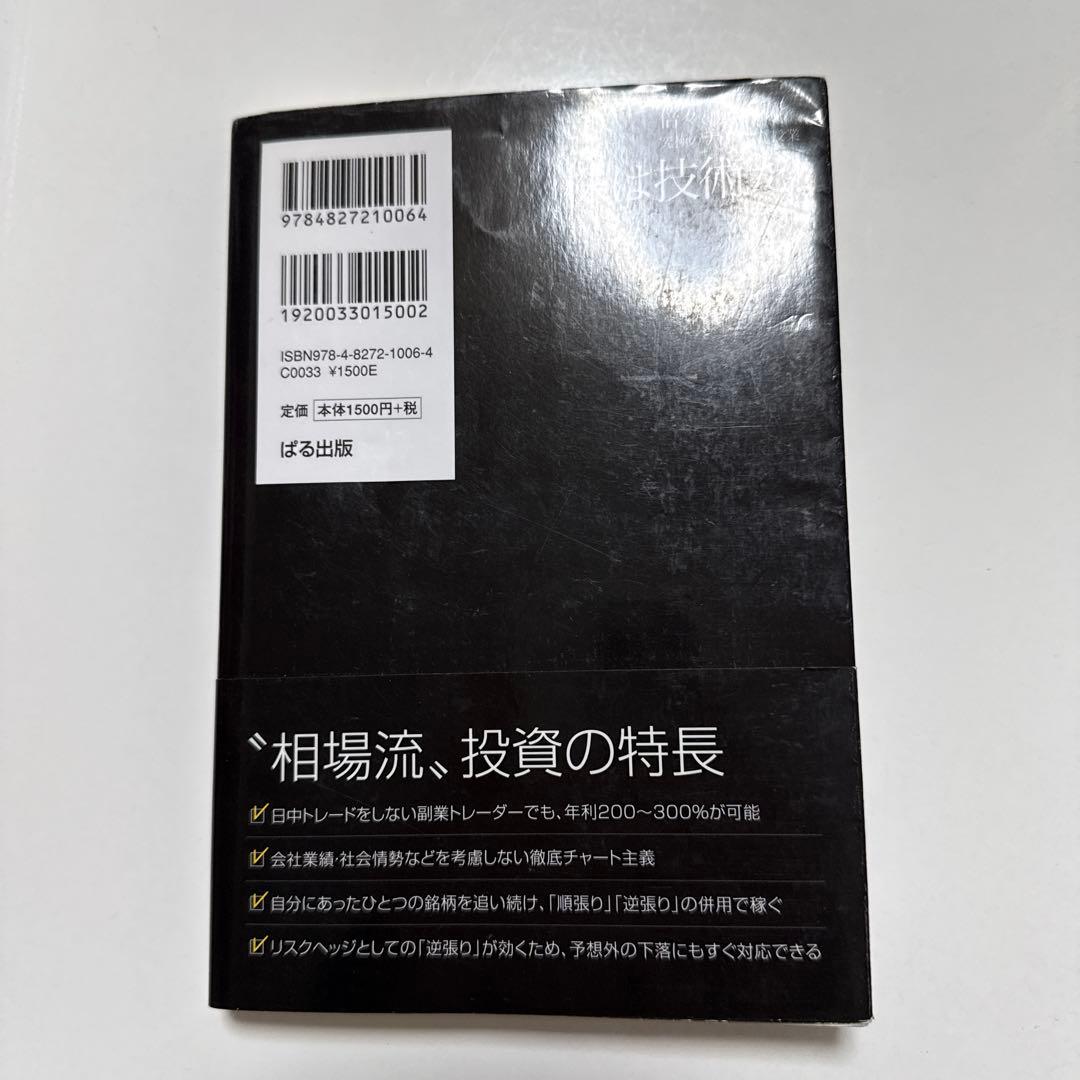 は技術
9784827210064
1920033015002
ISBN978-4-8272-1006-4
C0033 ¥1500E
定価 本体1500円+税
ぱる出版
〝相場流〟投資の特長
日中トレードをしない副業トレーダーでも、年利200〜300%が可能
会社業績・社会情勢などを考慮しない徹底チャート主義
自分にあったひとつの銘柄を追い続け、「順張り」「逆張り」の併用で稼ぐ
リスクヘッジとしての「逆張り」が効くため、予想外の下落にもすぐ対応できる